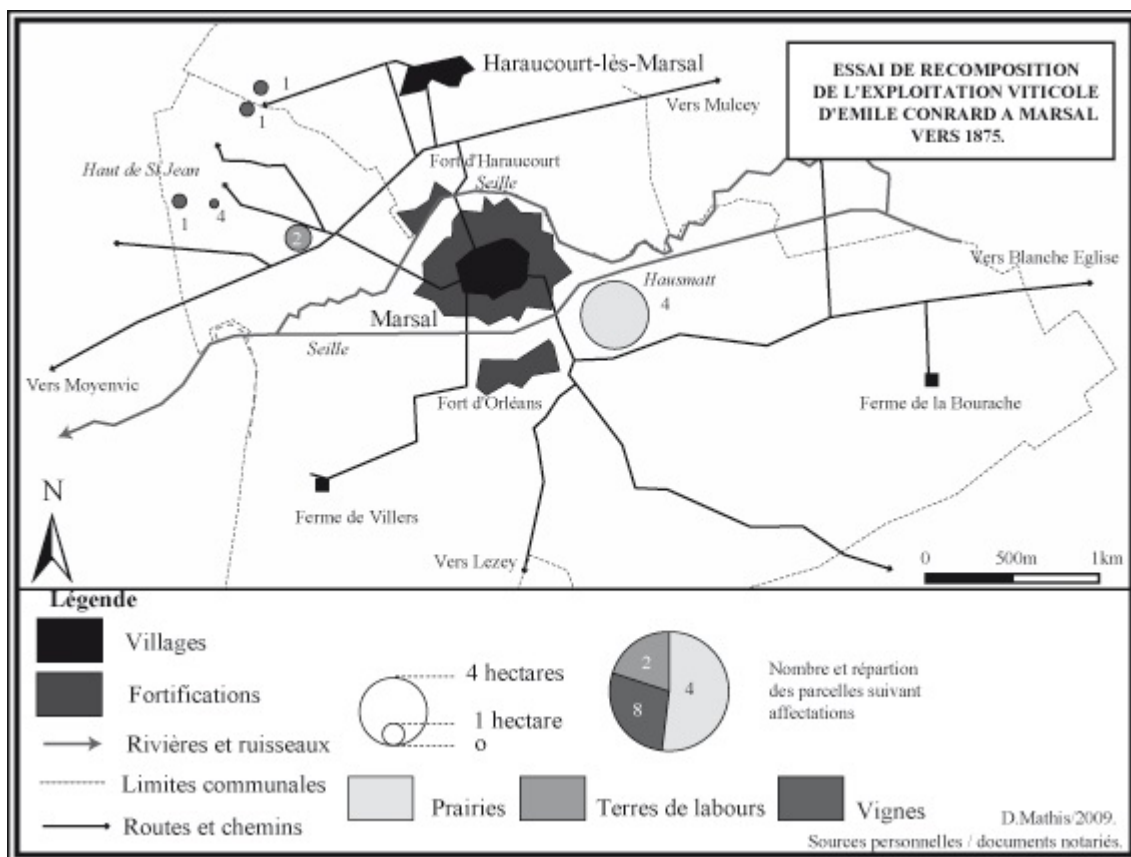 ESSAI DE RECOMPOSITION
DE L'EXPLOITATION VITICOLE
D'EMILE CONRARD A MARSAL
VERS 1875.
Haraucourt-lès-Marsal
1
1
Vers Mulcey
Fort d'Haraucourt
Seille
Haut de St Jean
1
4
2
Vers Blanche Eglise
Hausmatt
4
Marsal
Seille
Vers Moyenvic
Fort d'Orléans
Ferme de la Bourache
N
Ferme de Villers
Vers Lezey
0 500m 1km
Légende
Villages
Fortifications
Rivières et ruisseaux
Limites communales
Routes et chemins
4 hectares
1 hectare
0
2
4
8
Nombre et répartion
des parcelles suivant
affectations
Prairies
Terres de labours
Vignes
D.Mathis/2009.
Sources personnelles / documents notariés.